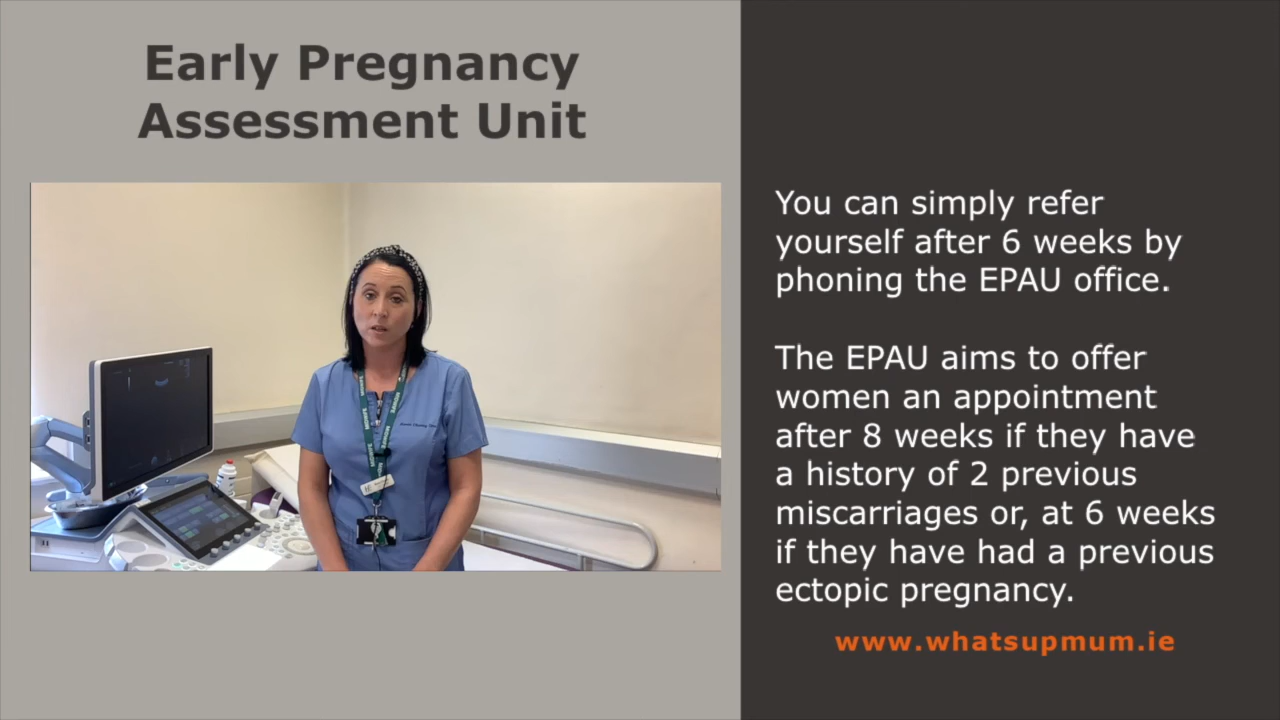 Early Pregnancy
Assessment Unit
You can simply refer
yourself after 6 weeks by
phoning the EPAU office.
The EPAU aims to offer
women an appointment
after 8 weeks if they have
a history of 2 previous
miscarriages or, at 6 weeks
if they have had a previous
ectopic pregnancy.
www.whatsupmum.ie